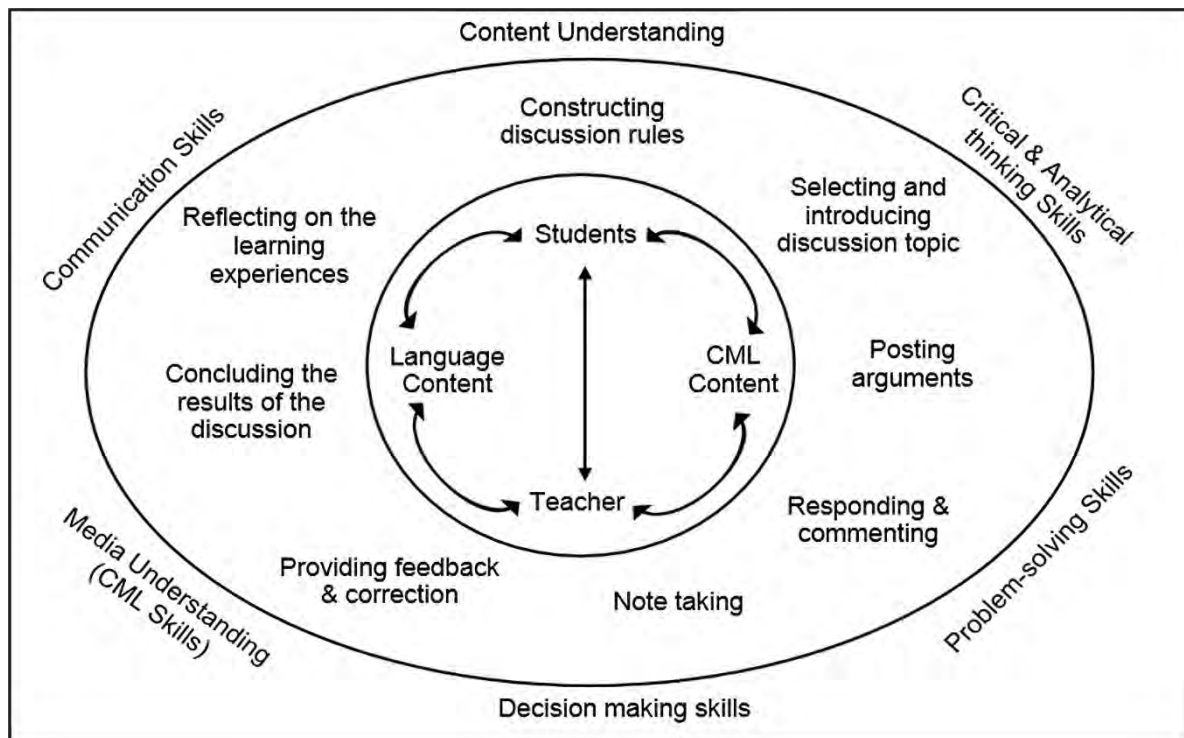 Content Understanding
Critical & Analytical
thinking Skills
Problem-solving Skills
Decision making skills
Media Understanding
(CML Skills)
Communication Skills
Constructing
discussion rules
Selecting and
introducing
discussion topic
Posting
arguments
Responding &
commenting
Note taking
Providing feedback
& correction
Concluding the
results of the
discussion
Reflecting on the
learning
experiences
Students
CML
Content
Teacher
Language
Content